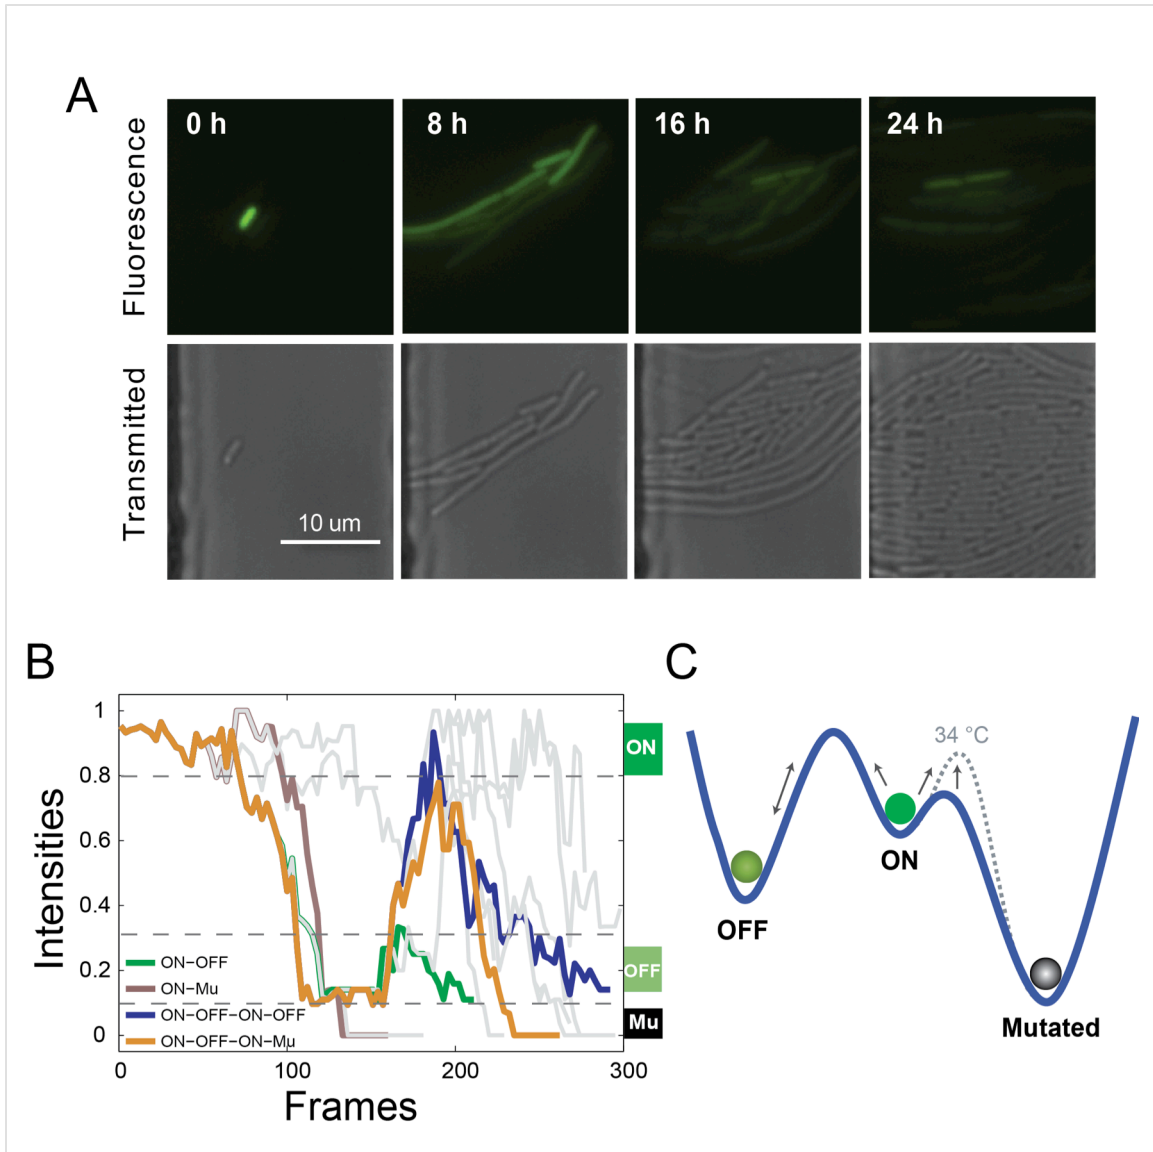 A
Fluorescence
0 h
8 h
16 h
24 h
Transmitted
10 um
B
Intensities
1
0.8
0.6
0.4
0.2
0
ON
OFF
Mu
ON-OFF
ON-Mu
ON-OFF-ON-OFF
ON-OFF-ON-Mu
0
100
200
300
Frames
C
34 °C
ON
OFF
Mutated